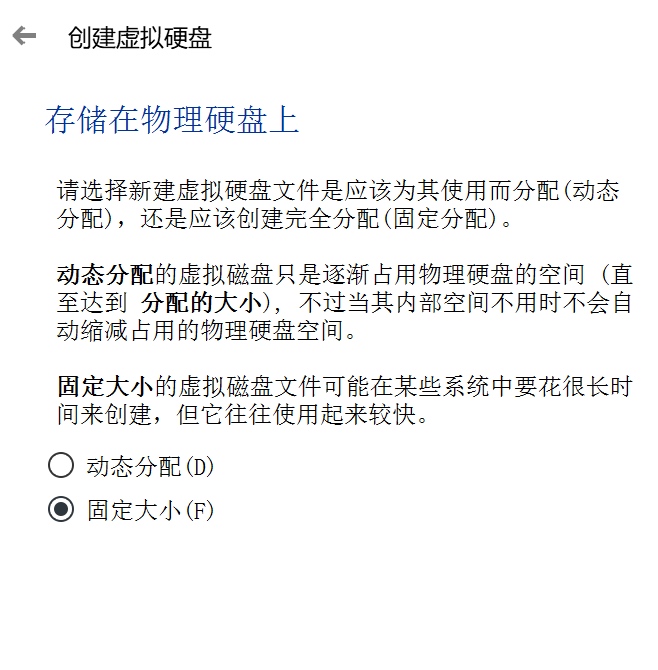 创建虚拟硬盘
存储在物理硬盘上
请选择新建虚拟硬盘文件是应该为其使用而分配(动态
分配)，还是应该创建完全分配(固定分配)。
动态分配的虚拟磁盘只是逐渐占用物理硬盘的空间 (直
至达到 分配的大小)， 不过当其内部空间不用时不会自
动缩减占用的物理硬盘空间。
固定大小的虚拟磁盘文件可能在某些系统中要花很长时
间来创建，但它往往使用起来较快。
动态分配(D)
固定大小(F)